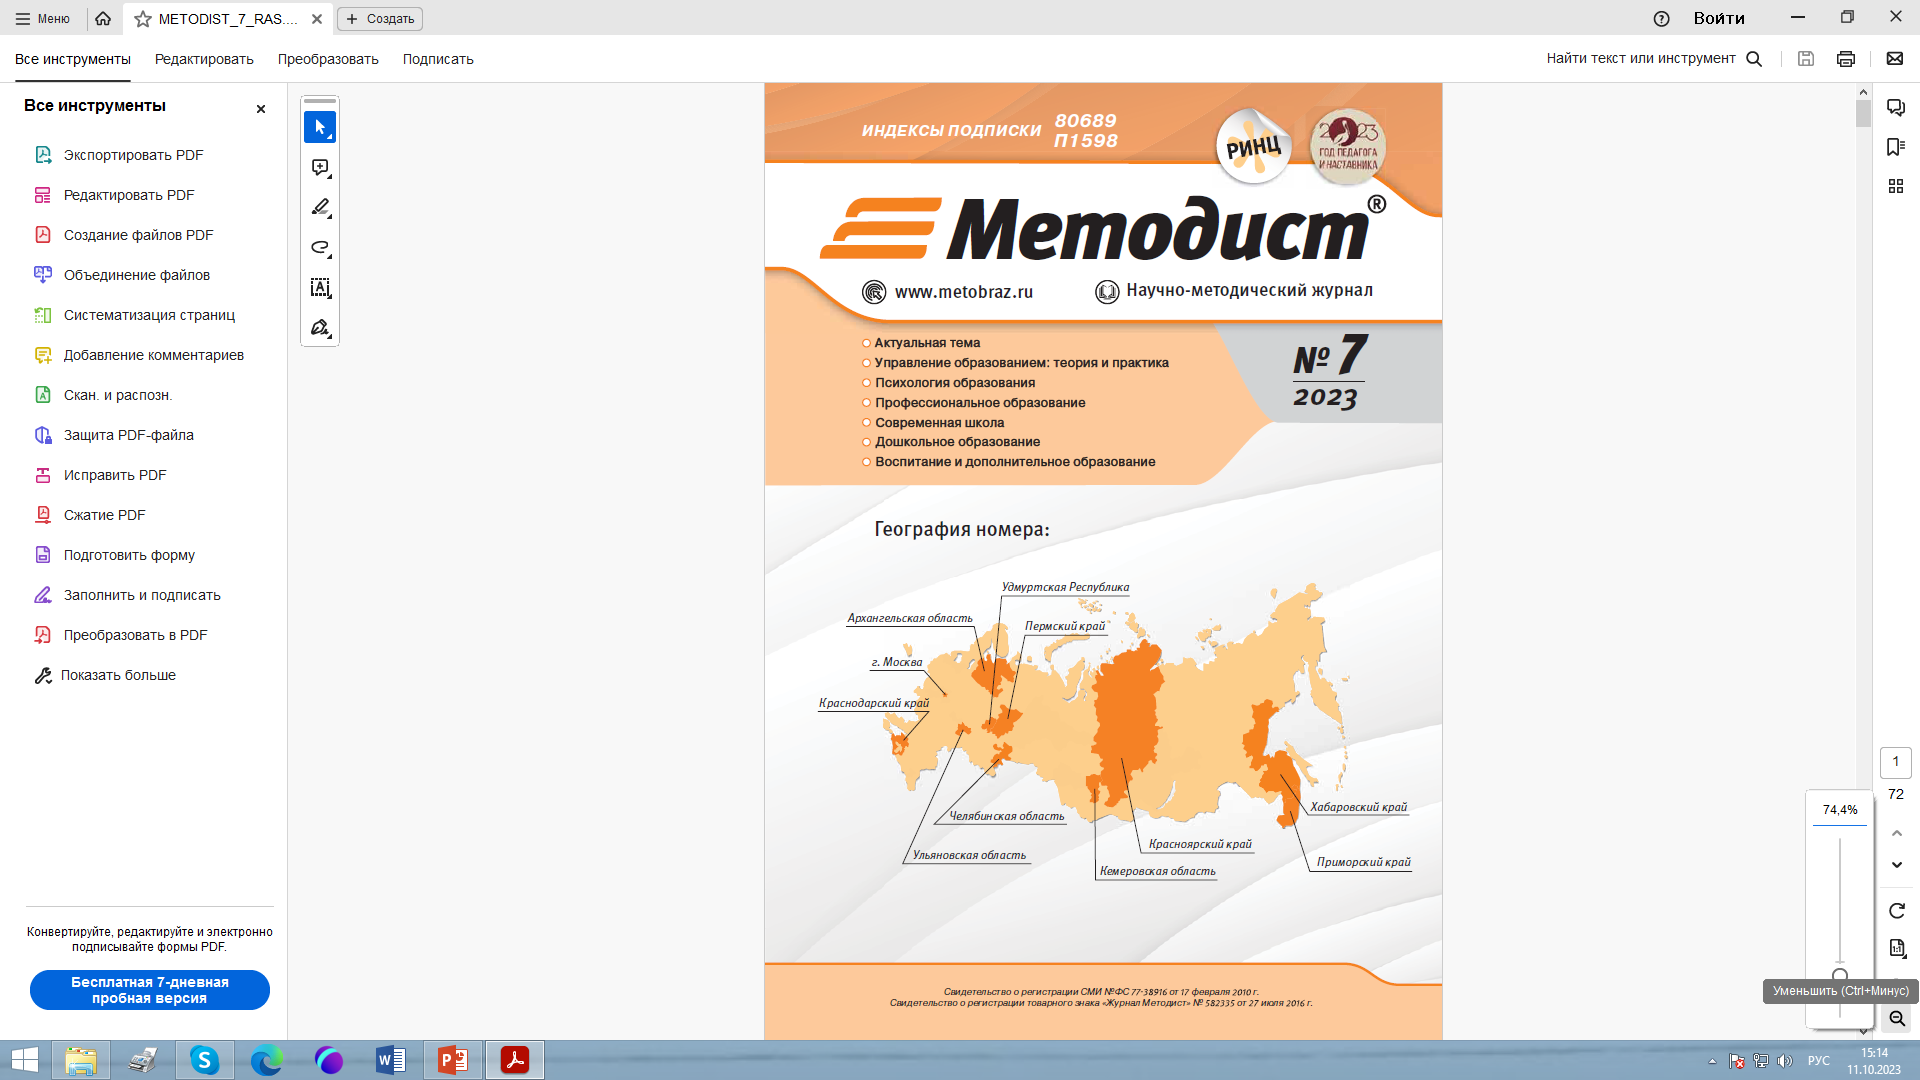 Меню
METODIST_7_RAS....
Создать
Войти
Все инструменты
Редактировать
Преобразовать
Подписать
Найти текст или инструмент
Все инструменты
Экспортировать PDF
Редактировать PDF
Создание файлов PDF
Объединение файлов
Систематизация страниц
Добавление комментариев
Скан. и распозн.
Защита PDF-файла
Исправить PDF
Сжатие PDF
Подготовить форму
Заполнить и подписать
Преобразовать в PDF
Показать больше
Конвертируйте, редактируйте и электронно
подписывайте формы PDF.
Бесплатная 7-дневная
пробная версия
ИНДЕКСЫ ПОДПИСКИ
80689
П1598
РИНЦ
2023
ГОД ПЕДАГОГА
И НАСТАВНИКА
Методист®
www.metobraz.ru
Научно-методический журнал
Актуальная тема
Управление образованием: теория и практика
Психология образования
Профессиональное образование
Современная школа
Дошкольное образование
Воспитание и дополнительное образование
№ 7
2023
География номера:
Удмуртская Республика
Архангельская область
Пермский край
г. Москва
Краснодарский край
Челябинская область
Ульяновская область
Красноярский край
Кемеровская область
Хабаровский край
Приморский край
Свидетельство о регистрации СМИ №ФС 77-38916 от 17 февраля 2010 г.
Свидетельство о регистрации товарного знака «Журнал Методист» № 582335 от 27 июля 2016 г.
1
72
74,4%
1:1
Уменьшить (Ctrl+Минус)
РУС
15:14
11.10.2023